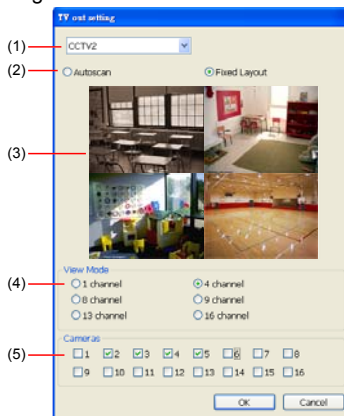 TV out setting
(1) CCTV2
(2) Autoscan Fixed Layout
(3)
View Mode
(4) 1 channel 4 channel
8 channel 9 channel
13 channel 16 channel
Cameras
(5) 1 2 3 4 5 6 7 8
9 10 11 12 13 14 15 16
OK Cancel